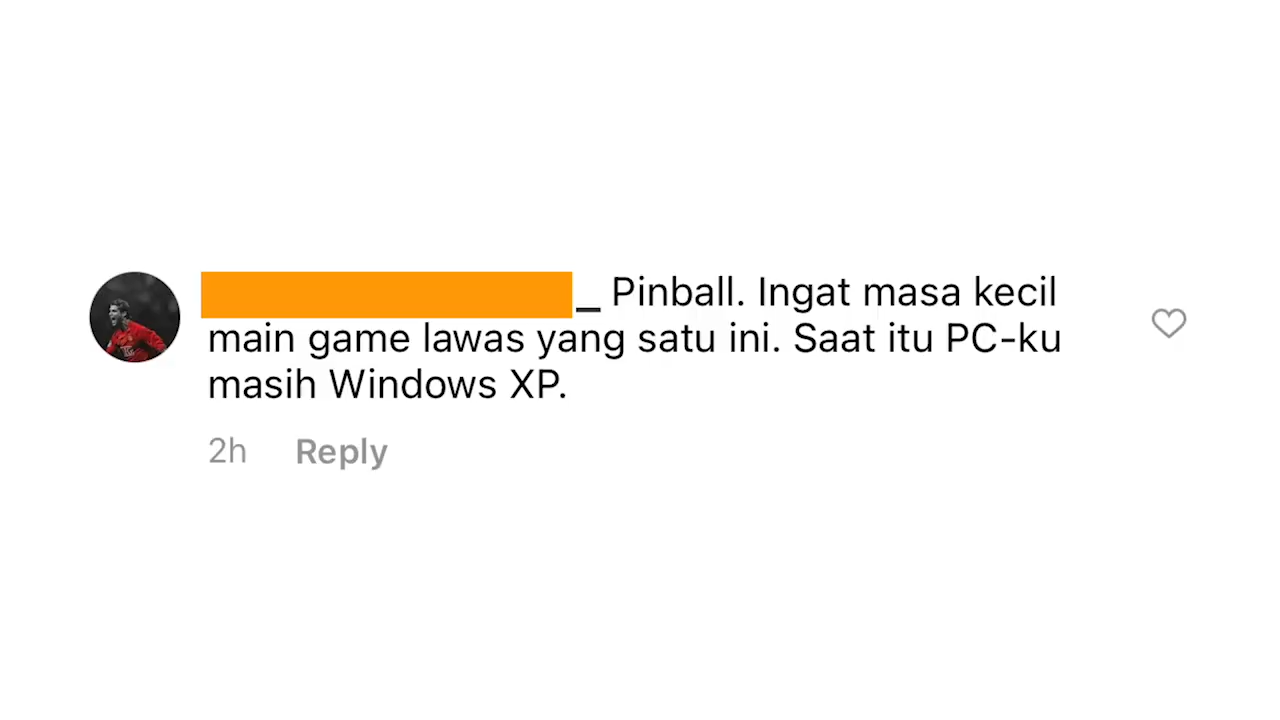 _ Pinball. Ingat masa kecil
main game lawas yang satu ini. Saat itu PC-ku
masih Windows XP.
2h Reply